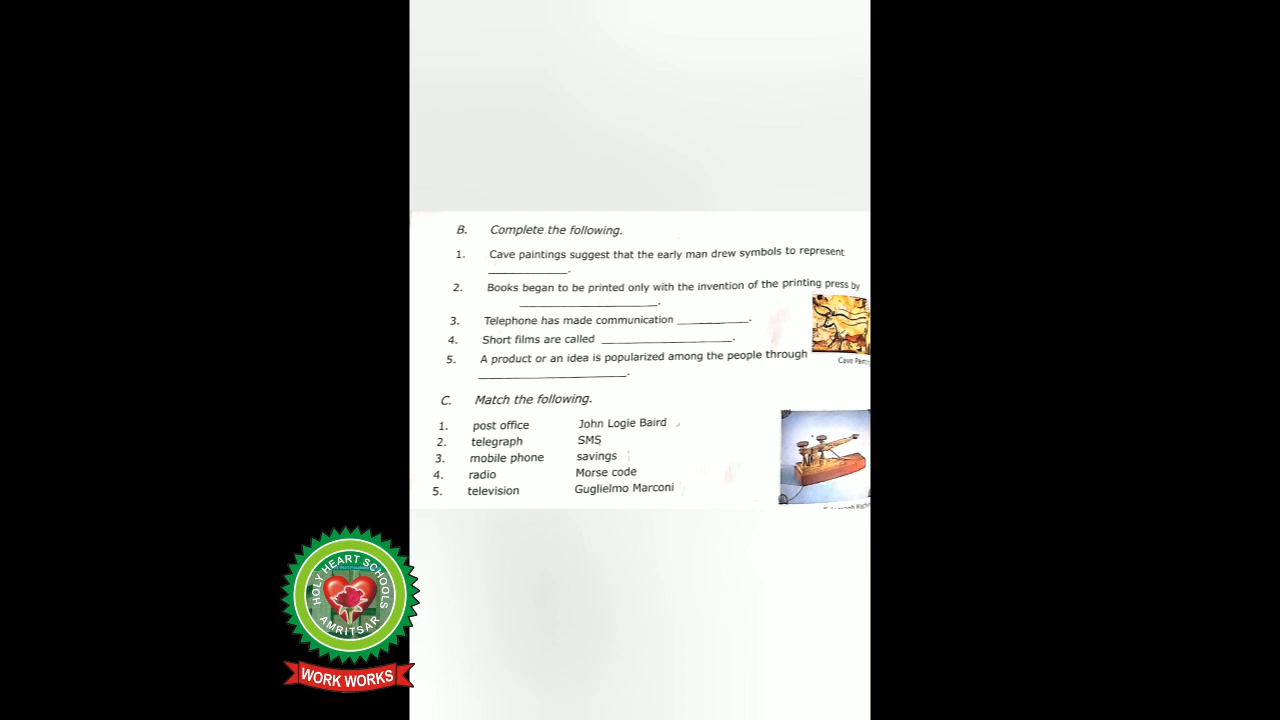 B. Complete the following.
1. Cave paintings suggest that the early man drew symbols to represent
____________.
2. Books began to be printed only with the invention of the printing press by
____________________.
3. Telephone has made communication ___________.
4. Short films are called ____________________.
5. A product or an idea is popularized among the people through
______________________.
Cave
C. Match the following.
1. post office John Logie Baird
2. telegraph SMS
3. mobile phone savings
4. radio Morse code
5. television Guglielmo Marconi
HOLY HEART SCHOOLS
AMRITSAR
WORK WORKS